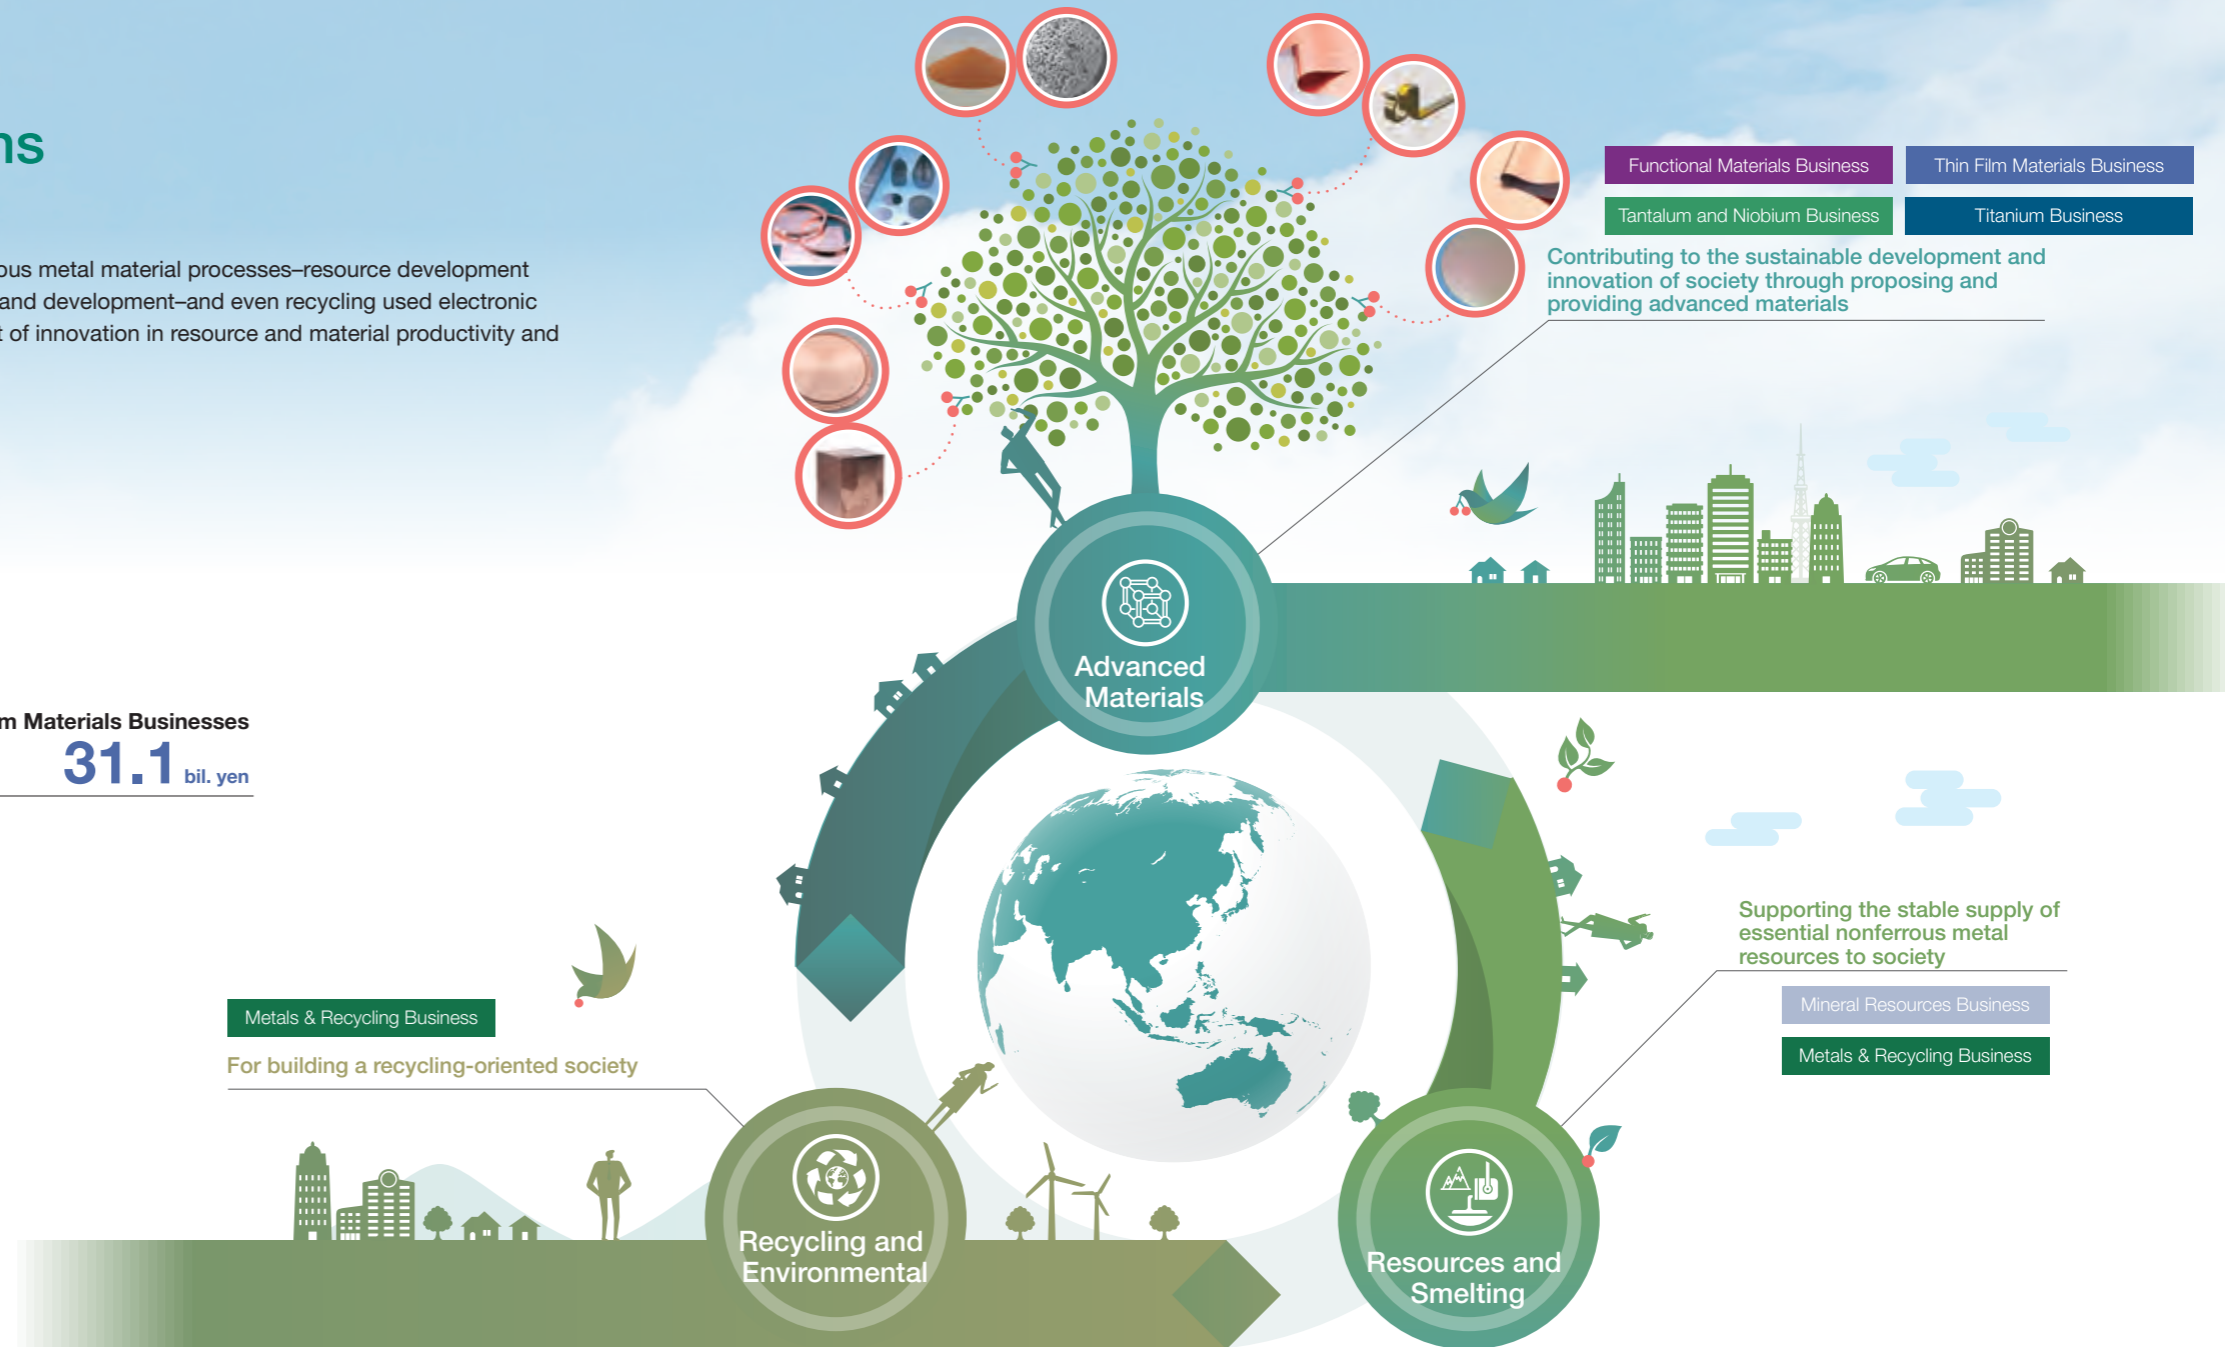 ns
ous metal material processes–resource development
and development–and even recycling used electronic
t of innovation in resource and material productivity and
Functional Materials Business
Thin Film Materials Business
Tantalum and Niobium Business
Titanium Business
Contributing to the sustainable development and
innovation of society through proposing and
providing advanced materials
Advanced
Materials
m Materials Businesses
31.1 bil. yen
Supporting the stable supply of
essential nonferrous metal
resources to society
Mineral Resources Business
Metals & Recycling Business
Metals & Recycling Business
For building a recycling-oriented society
Recycling and
Environmental
Resources and
Smelting